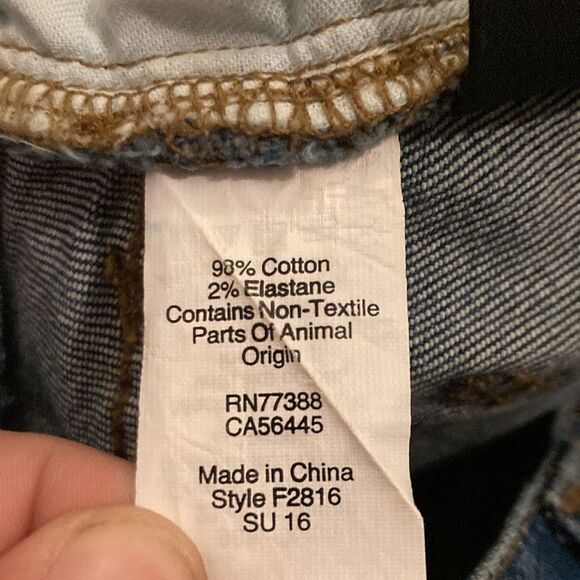 98% Cotton
2% Elastane
Contains Non-Textile
Parts Of Animal
Origin
RN77388
CA56445
Made in China
Style F2816
SU 16